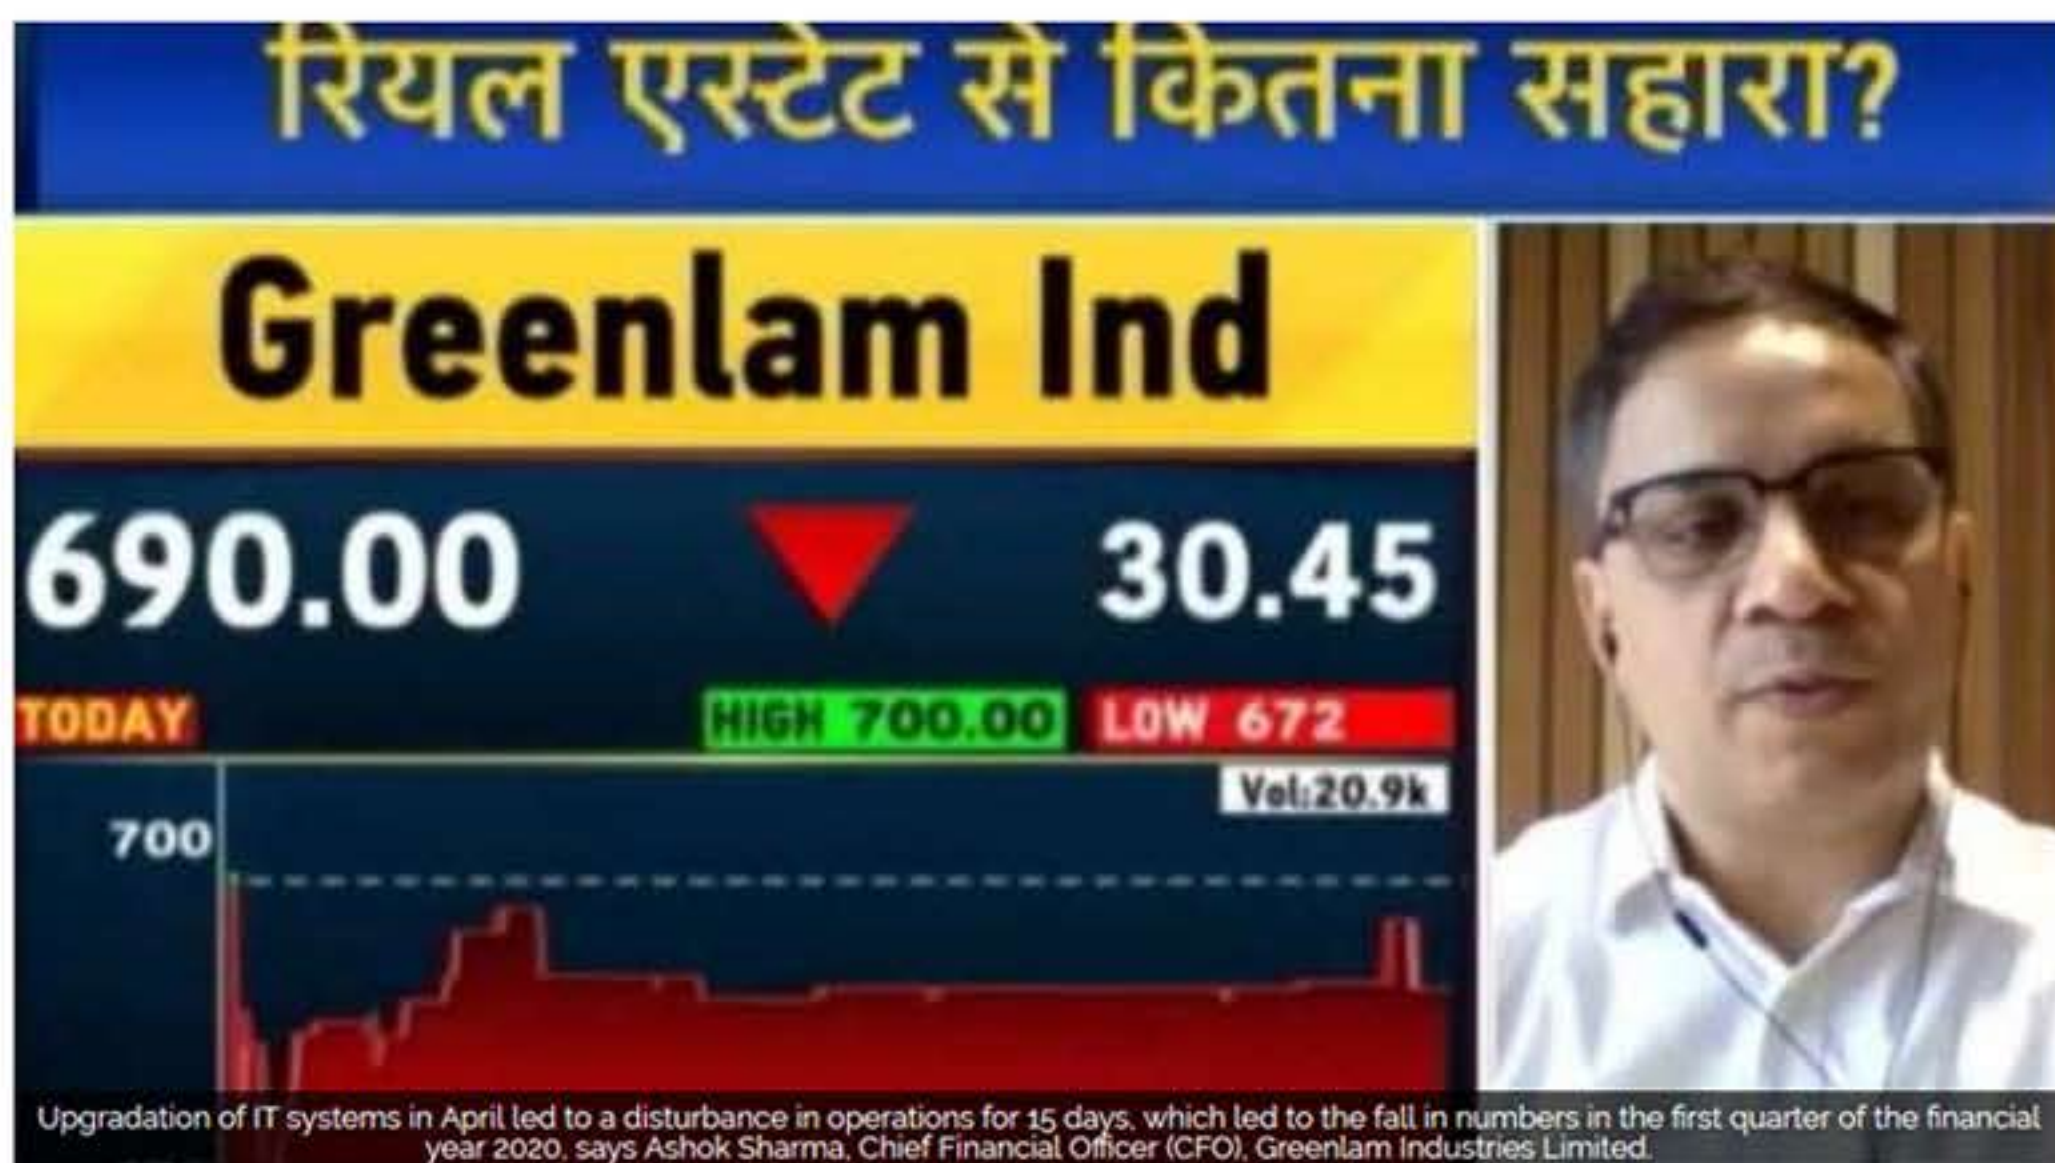 रियल एस्टेट से कितना सहारा?
Greenlam Ind
690.00 30.45
TODAY HIGH 700.00 LOW 672
Vol:20.9k
700
Upgradation of IT systems in April led to a disturbance in operations for 15 days, which led to the fall in numbers in the first quarter of the financial
year 2020, says Ashok Sharma, Chief Financial Officer (CFO), Greenlam Industries Limited.